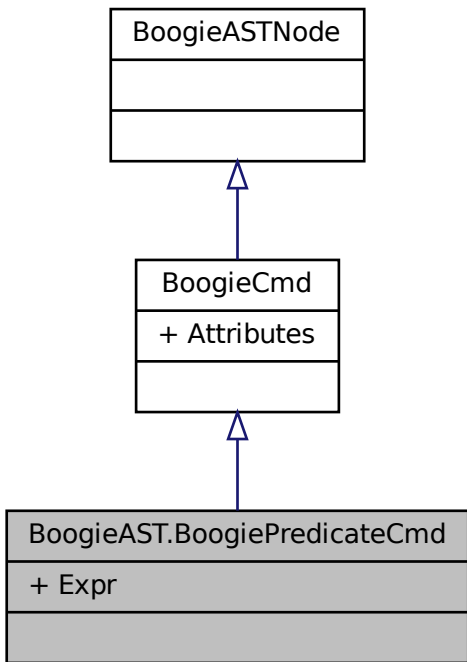 BoogieASTNode
BoogieCmd
+ Attributes
BoogieAST.BoogiePredicateCmd
+ Expr